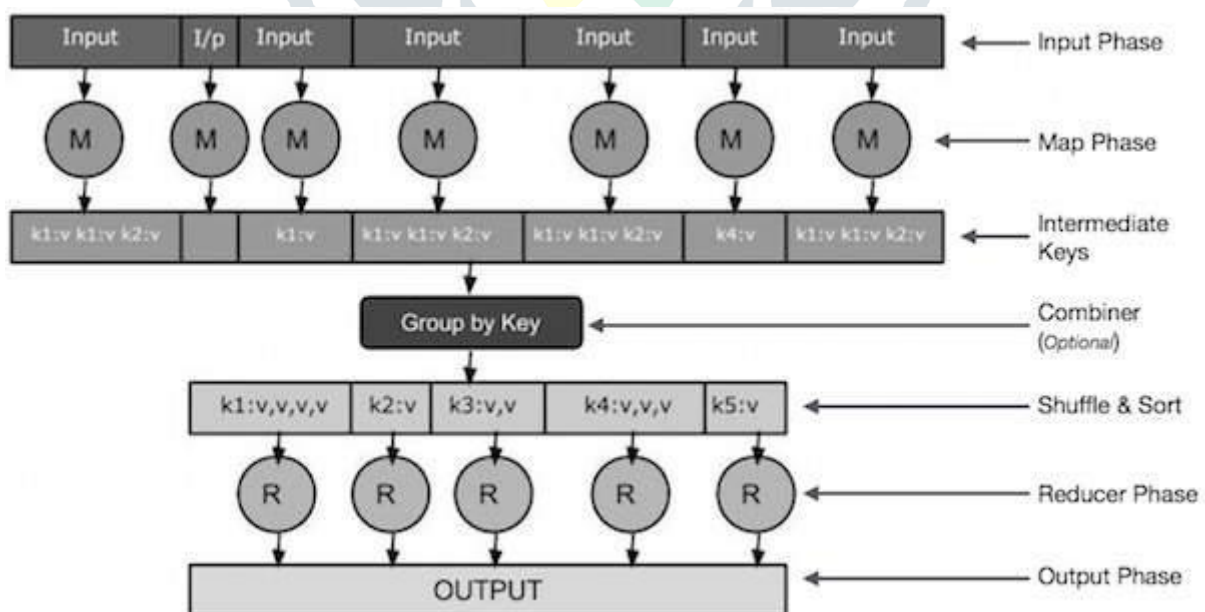 Input I/p Input Input Input Input Input
Input Phase
M M M M M M M
Map Phase
k1:v k1:v k2:v k1:v k1:v k1:v k2:v k1:v k1:v k2:v k4:v k1:v k1:v k2:v
Intermediate
Keys
Group by Key
Combiner
(Optional)
k1:v,v,v,v k2:v k3:v,v k4:v,v,v k5:v
Shuffle & Sort
R R R R R
Reducer Phase
OUTPUT
Output Phase